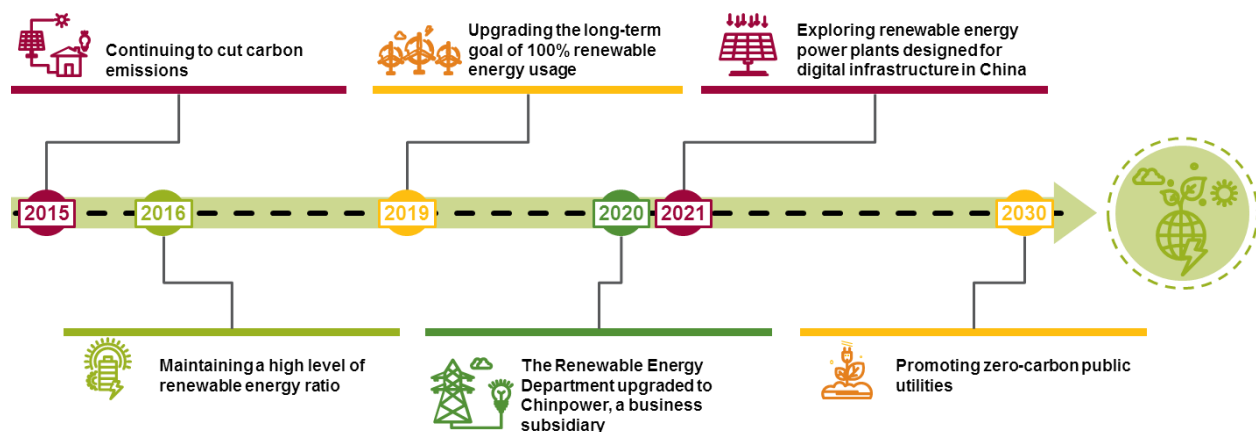 Continuing to cut carbon
emissions
Upgrading the long-term
goal of 100% renewable
energy usage
Exploring renewable energy
power plants designed for
digital infrastructure in China
2015
2016
2019
2020
2021
2030
Maintaining a high level of
renewable energy ratio
The Renewable Energy
Department upgraded to
Chinpower, a business
subsidiary
Promoting zero-carbon public
utilities